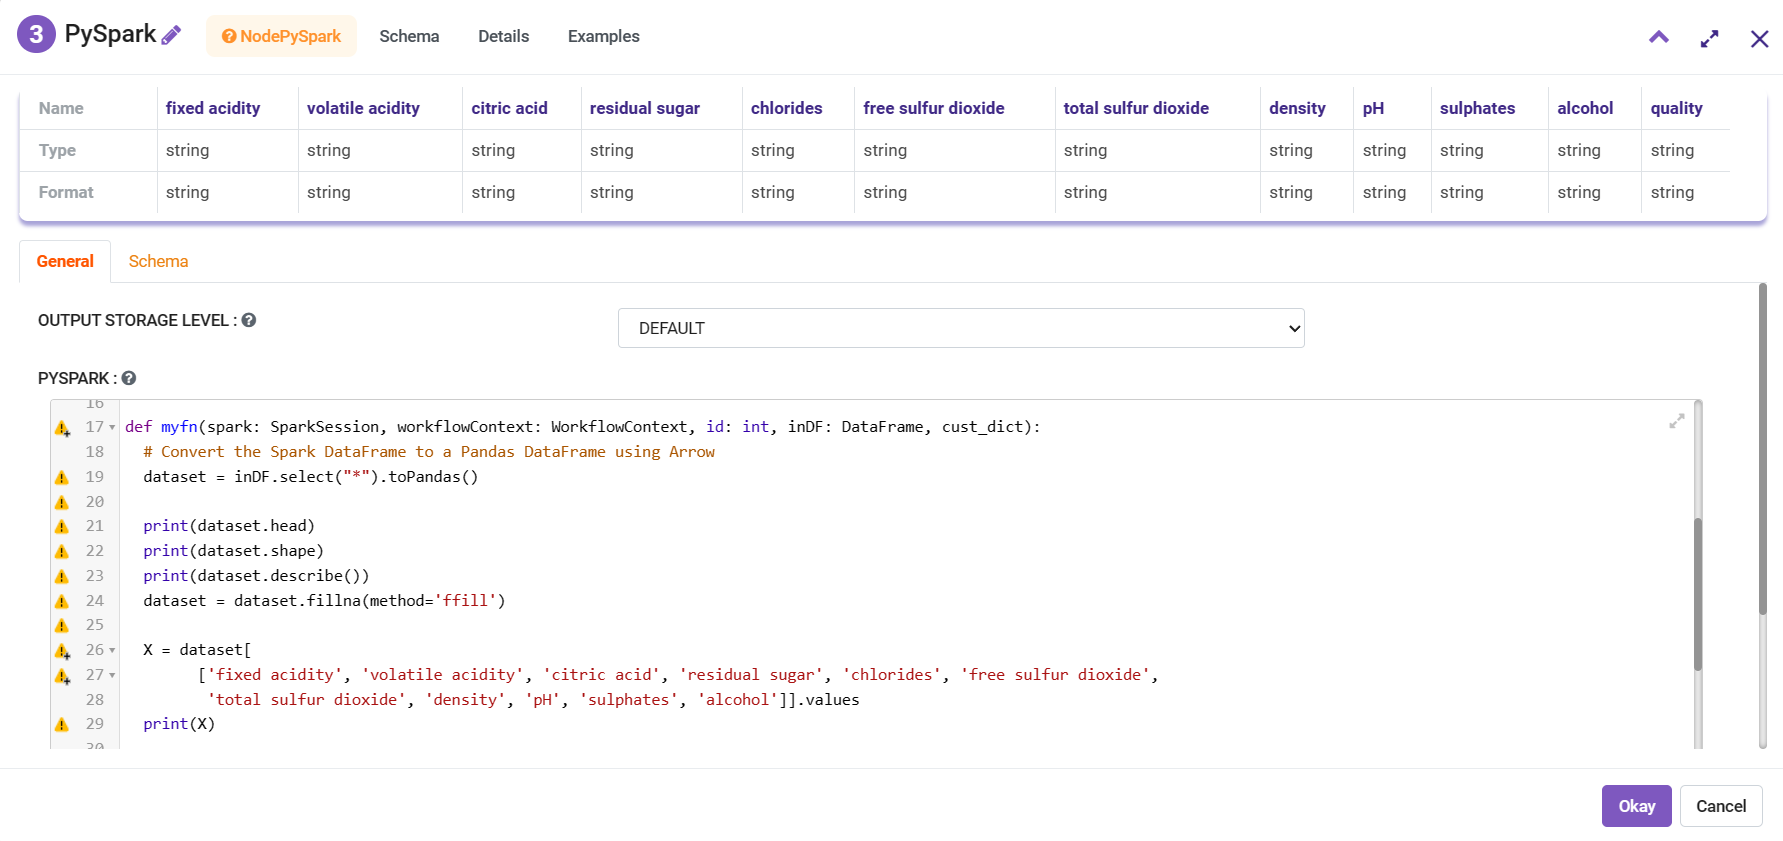 3 PySpark NodePySpark Schema Details Examples
Name fixed acidity volatile acidity citric acid residual sugar chlorides free sulfur dioxide total sulfur dioxide density pH sulphates alcohol quality
Type string string string string string string string string string string string string
Format string string string string string string string string string string string string
General Schema
OUTPUT STORAGE LEVEL : DEFAULT
PYSPARK :
16
17 def myfn(spark: SparkSession, workflowContext: WorkflowContext, id: int, inDF: DataFrame, cust_dict):
18 # Convert the Spark DataFrame to a Pandas DataFrame using Arrow
19 dataset = inDF.select("*").toPandas()
20
21 print(dataset.head)
22 print(dataset.shape)
23 print(dataset.describe())
24 dataset = dataset.fillna(method='ffill')
25
26 X = dataset[
27 ['fixed acidity', 'volatile acidity', 'citric acid', 'residual sugar', 'chlorides', 'free sulfur dioxide',
28 'total sulfur dioxide', 'density', 'pH', 'sulphates', 'alcohol']].values
29 print(X)
30
Okay Cancel